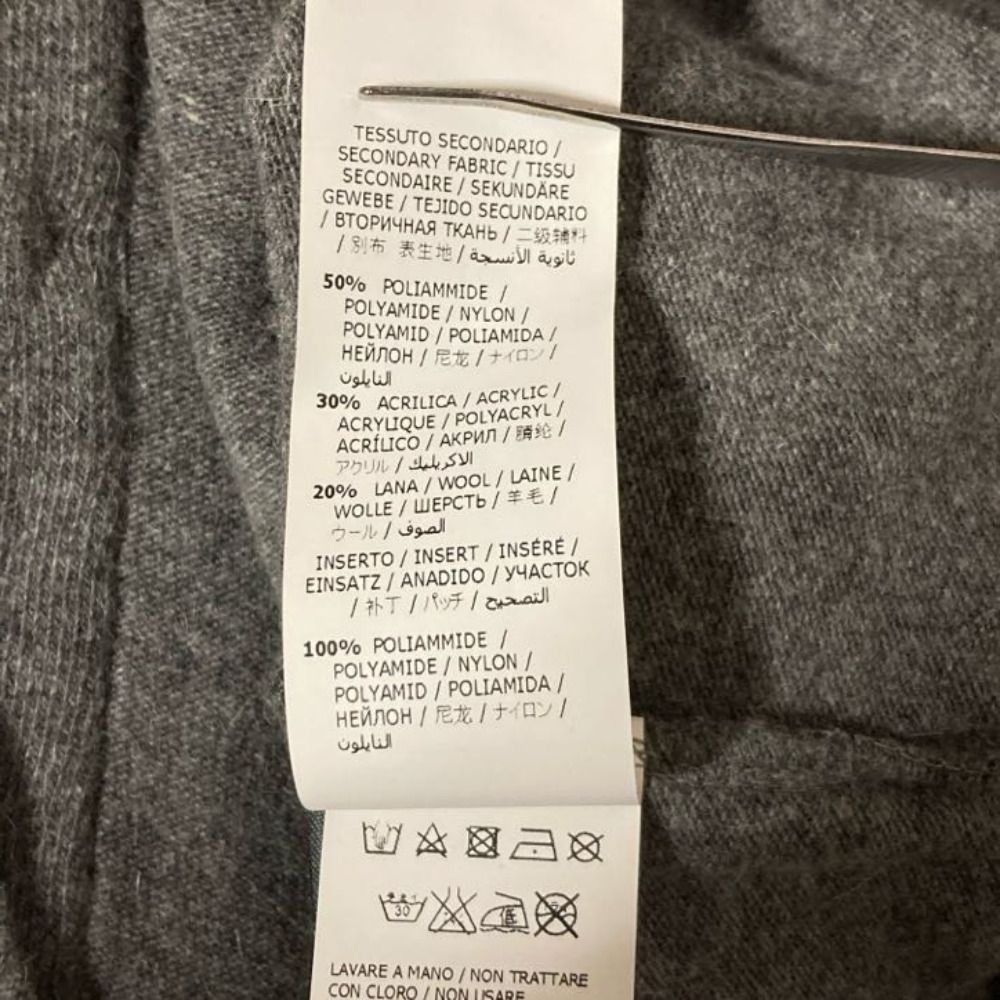 TESSUTO SECONDARIO /
SECONDARY FABRIC / TISSU
SECONDAIRE / SEKUNDÄRE
GEWEBE / TEJIDO SECUNDARIO
/ ВТОРИЧНАЯ ТКАНЬ / 二级辅料
/ 別布 表生地 / ثانوية الأنسجة
50% POLIAMMIDE /
POLYAMIDE / NYLON /
POLYAMID / POLIAMIDA /
НЕЙЛОН / 尼龙 / ナイロン /
النايلون
30% ACRILICA / ACRYLIC /
ACRYLIQUE / POLYACRYL /
ACRÍLICO / АКРИЛ / 腈纶 /
アクリル / الاكريليك
20% LANA / WOOL / LAINE /
WOLLE / ШЕРСТЬ / 羊毛 /
ウール / الصوف
INSERTO / INSERT / INSÉRÉ /
EINSATZ / ANADIDO / УЧАСТОК
/ 补丁 / パッチ / التصحيح
100% POLIAMMIDE /
POLYAMIDE / NYLON /
POLYAMID / POLIAMIDA /
НЕЙЛОН / 尼龙 / ナイロン /
النايلون
30 低
LAVARE A MANO / NON TRATTARE
CON CLORO / NON USARE